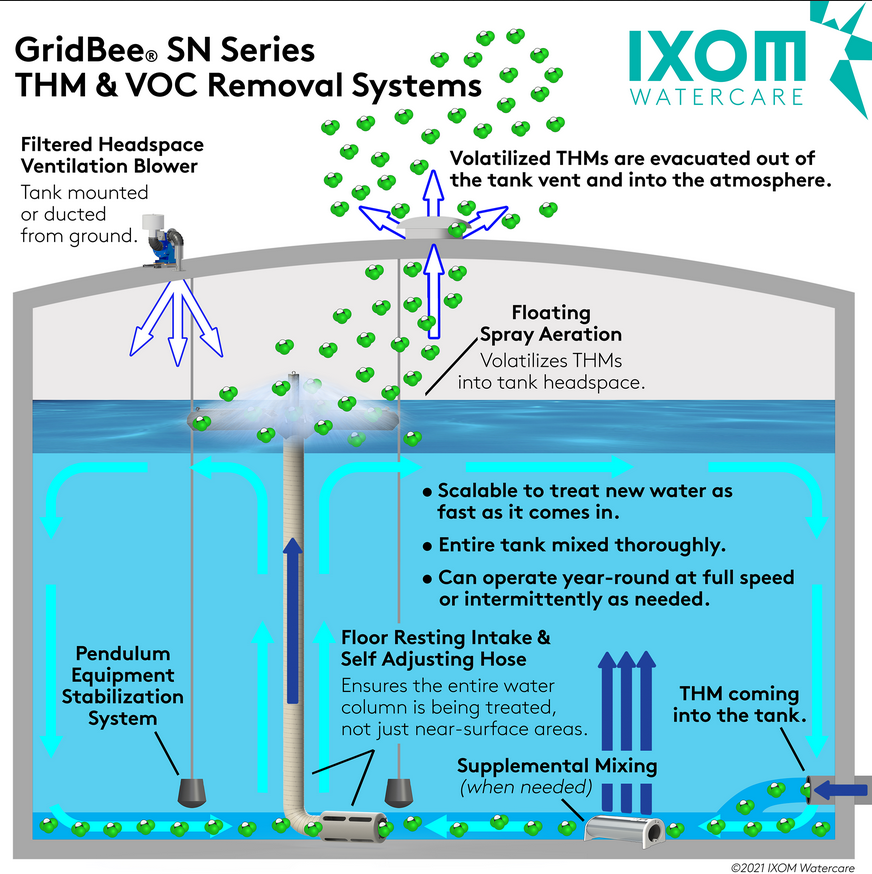 GridBee® SN Series
THM & VOC Removal Systems
IXOM
WATERCARE
Filtered Headspace
Ventilation Blower
Tank mounted
or ducted
from ground.
Volatilized THMs are evacuated out of
the tank vent and into the atmosphere.
Floating
Spray Aeration
Volatilizes THMs
into tank headspace.
• Scalable to treat new water as
fast as it comes in.
• Entire tank mixed thoroughly.
• Can operate year-round at full speed
or intermittently as needed.
Floor Resting Intake &
Self Adjusting Hose
Ensures the entire water
column is being treated,
not just near-surface areas.
Pendulum
Equipment
Stabilization
System
THM coming
into the tank.
Supplemental Mixing
(when needed)
©2021 IXOM Watercare